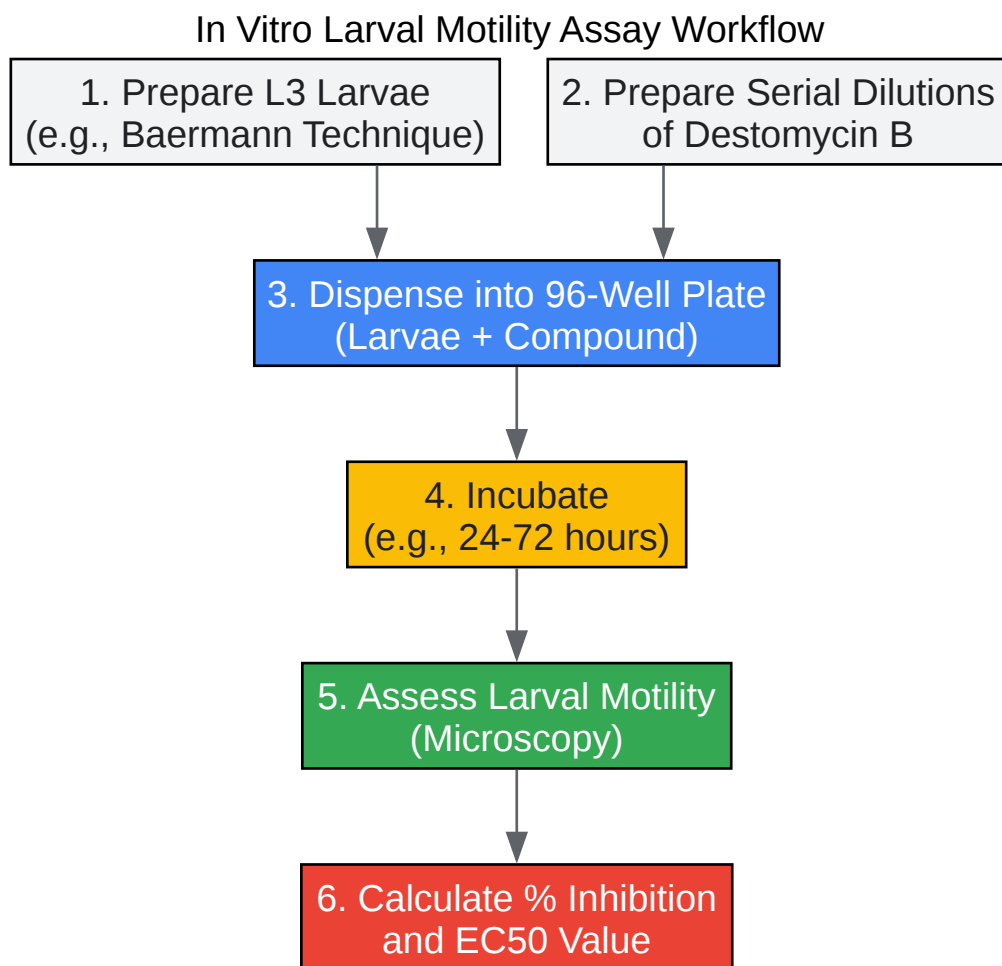 In Vitro Larval Motility Assay Workflow
1. Prepare L3 Larvae
(e.g., Baermann Technique)
2. Prepare Serial Dilutions
of Destomycin B
3. Dispense into 96-Well Plate
(Larvae + Compound)
4. Incubate
(e.g., 24-72 hours)
5. Assess Larval Motility
(Microscopy)
6. Calculate % Inhibition
and EC50 Value